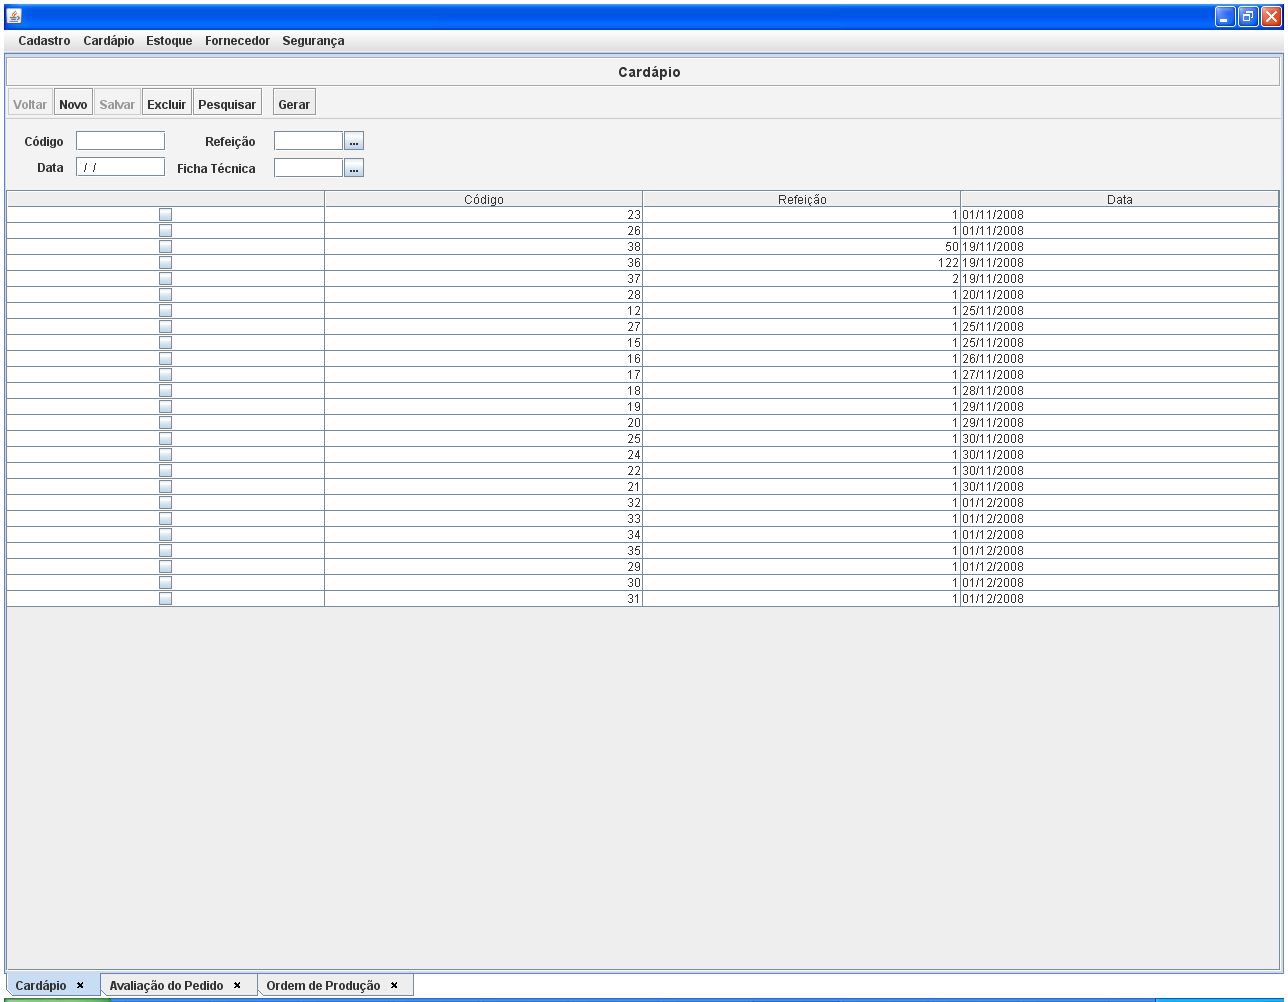 Cadastro Cardápio Estoque Fornecedor Segurança
Cardápio
Voltar Novo Salvar Excluir Pesquisar Gerar
Código Refeição ...
Data / / Ficha Técnica ...
Código Refeição Data
23 1 01/11/2008
26 1 01/11/2008
38 50 19/11/2008
36 122 19/11/2008
37 2 19/11/2008
28 1 20/11/2008
12 1 25/11/2008
27 1 25/11/2008
15 1 25/11/2008
16 1 26/11/2008
17 1 27/11/2008
18 1 28/11/2008
19 1 29/11/2008
20 1 29/11/2008
25 1 30/11/2008
24 1 30/11/2008
22 1 30/11/2008
21 1 30/11/2008
32 1 01/12/2008
33 1 01/12/2008
34 1 01/12/2008
35 1 01/12/2008
29 1 01/12/2008
30 1 01/12/2008
31 1 01/12/2008
Cardápio × Avaliação do Pedido × Ordem de Produção ×